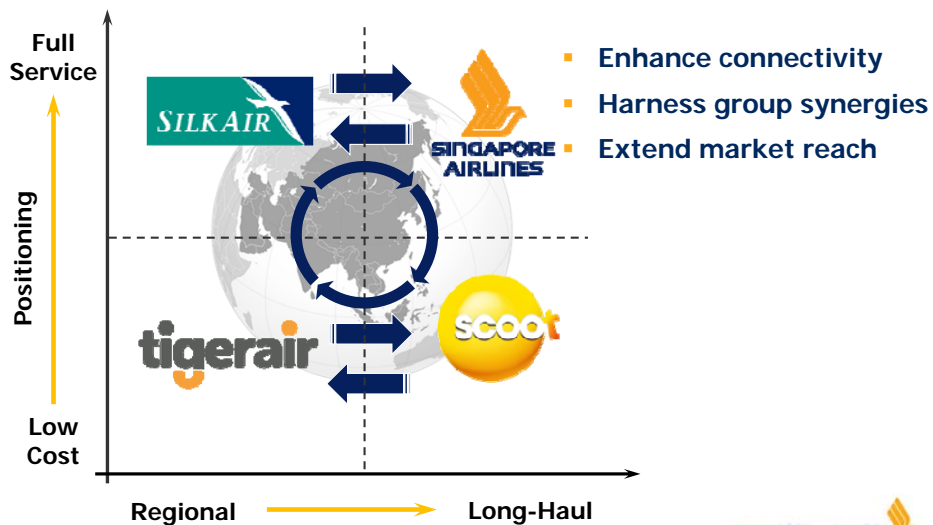 Full
Service
SILKAIR
SINGAPORE
AIRLINES
Enhance connectivity
Harness group synergies
Extend market reach
Positioning
tigerair
scoot
Low
Cost
Regional
Long-Haul